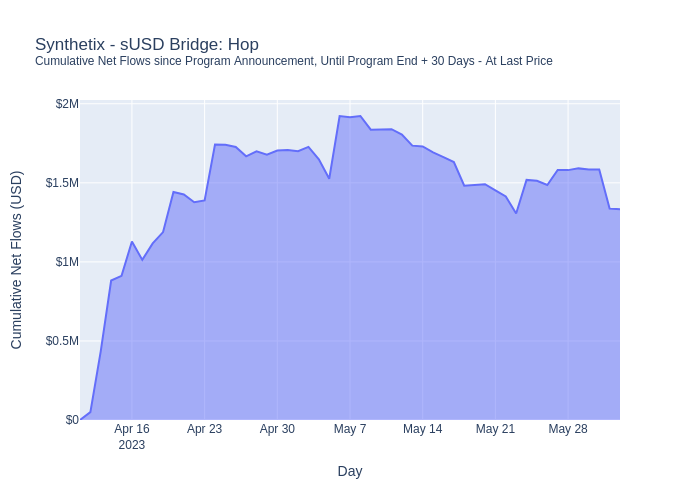 Synthetix - sUSD Bridge: Hop
Cumulative Net Flows since Program Announcement, Until Program End + 30 Days - At Last Price
Cumulative Net Flows (USD)
$2M
$1.5M
$1M
$0.5M
$0
Apr 16
2023
Apr 23
Apr 30
May 7
May 14
May 21
May 28
Day